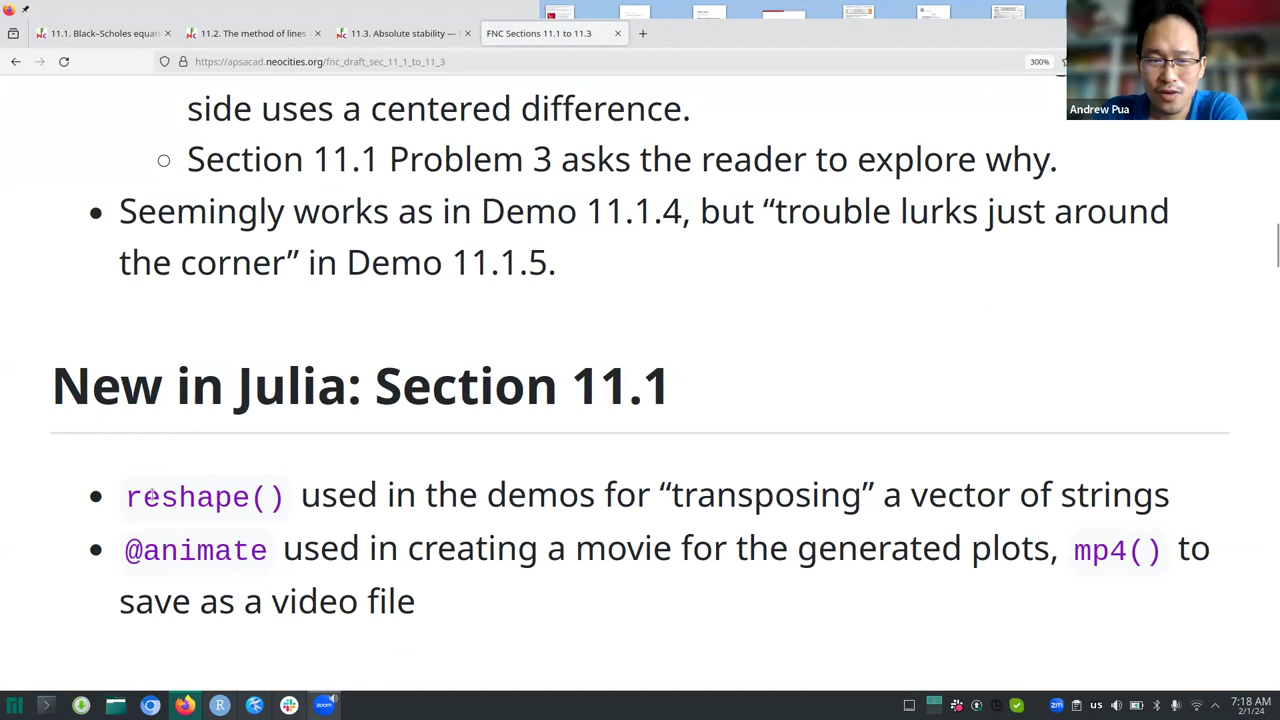 11.1. Black–Scholes equat
11.2. The method of lines –
11.3. Absolute stability —
FNC Sections 11.1 to 11.3
https://apsacad.neocities.org/fnc_draft_sec_11_1_to_11_3
300%
Andrew Pua
side uses a centered difference.
Section 11.1 Problem 3 asks the reader to explore why.
Seemingly works as in Demo 11.1.4, but “trouble lurks just around
the corner” in Demo 11.1.5.
New in Julia: Section 11.1
reshape() used in the demos for “transposing” a vector of strings
@animate used in creating a movie for the generated plots, mp4() to
save as a video file
zoom
zm
us
7:18 AM
2/1/24